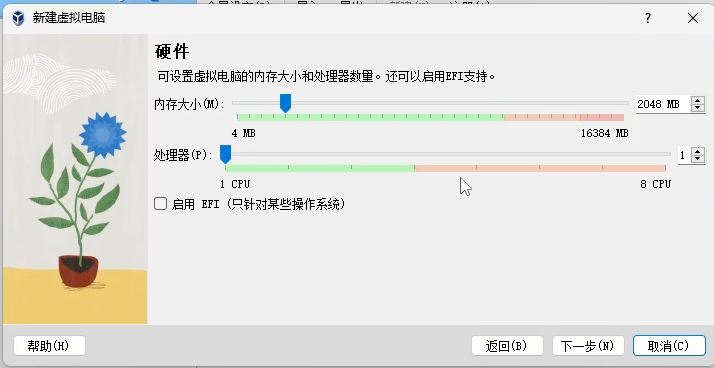 新建虚拟电脑
?
硬件
可设置虚拟电脑的内存大小和处理器数量。还可以启用EFI支持。
内存大小(M):
2048 MB
4 MB
16384 MB
处理器(P):
1
1 CPU
8 CPU
启用 EFI (只针对某些操作系统)
帮助(H)
返回(B)
下一步(N)
取消(C)